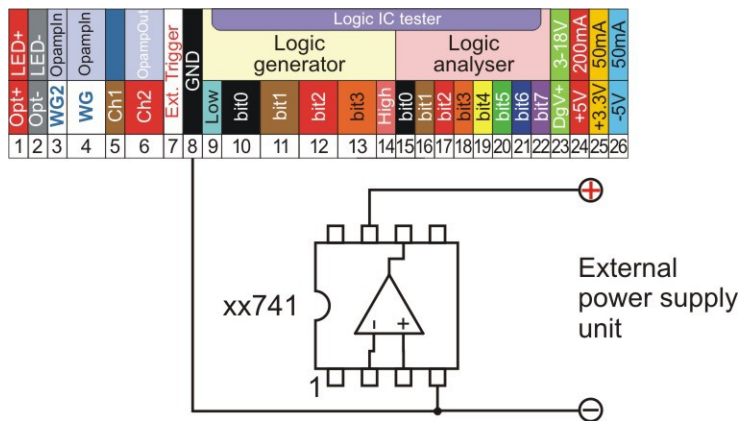 Logic IC tester
Opt+ LED+
Opt- LED-
WG2 OpampIn
WG OpampIn
Ch1
Ch2 OpampOut
Ext. Trigger
GND
Logic
generator
Logic
analyser
Low
bit0
bit1
bit2
bit3
High
bit0
bit1
bit2
bit3
bit4
bit5
bit6
bit7
DgV+ 3-18V
+5V 200mA
+3.3V 50mA
-5V 50mA
1 2 3 4 5 6 7 8 9 10 11 12 13 14 15 16 17 18 19 20 21 22 23 24 25 26
+
xx741
- +
External
power supply
unit
1
−